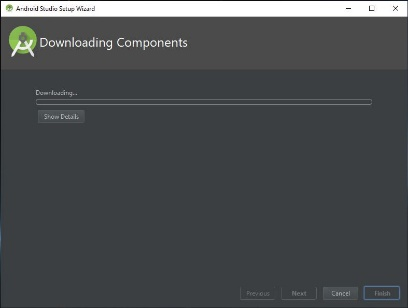 Android Studio Setup Wizard
Downloading Components
Downloading...
Show Details
Previous
Next
Cancel
Finish